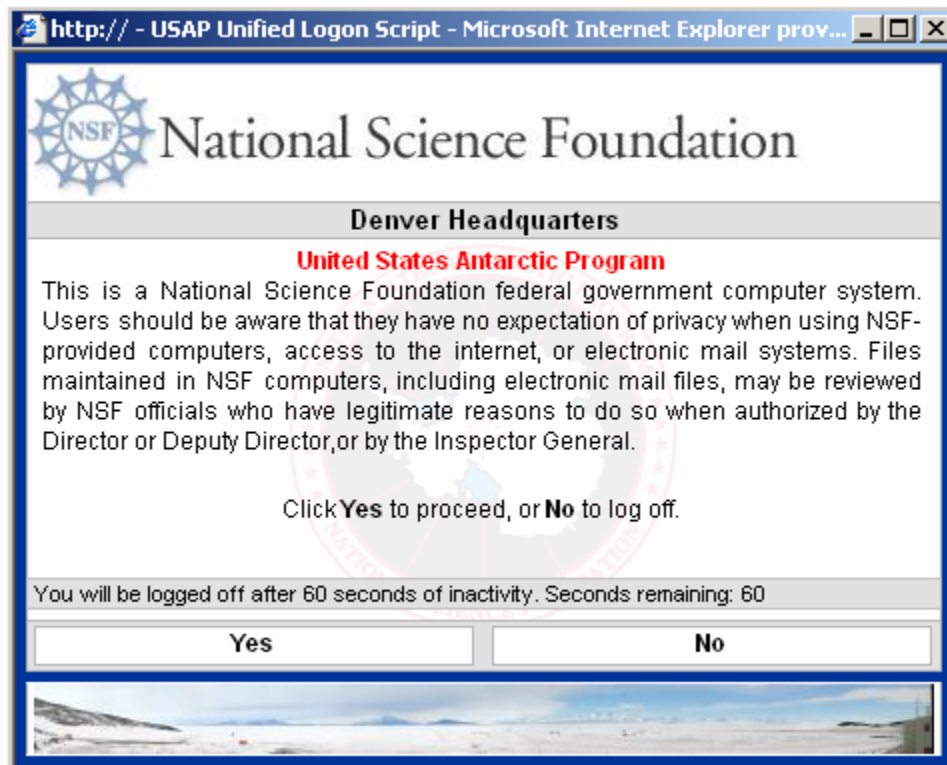 http:// - USAP Unified Logon Script - Microsoft Internet Explorer prov...
NSF
National Science Foundation
Denver Headquarters
United States Antarctic Program
This is a National Science Foundation federal government computer system.
Users should be aware that they have no expectation of privacy when using NSF-
provided computers, access to the internet, or electronic mail systems. Files
maintained in NSF computers, including electronic mail files, may be reviewed
by NSF officials who have legitimate reasons to do so when authorized by the
Director or Deputy Director,or by the Inspector General.
Click Yes to proceed, or No to log off.
You will be logged off after 60 seconds of inactivity. Seconds remaining: 60
Yes
No